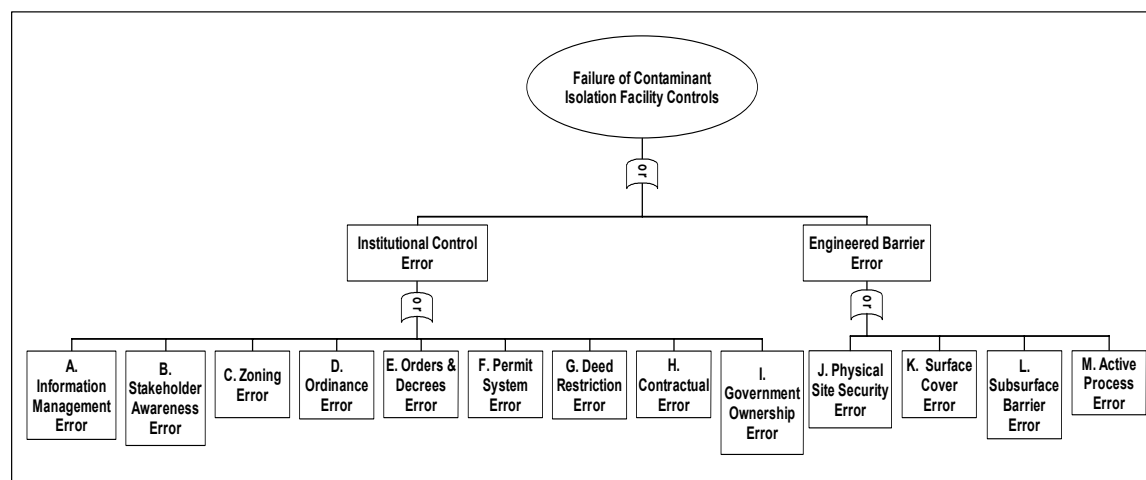 Failure of Contaminant
Isolation Facility Controls
or
Institutional Control
Error
Engineered Barrier
Error
or
or
A.
Information
Management
Error
B.
Stakeholder
Awareness
Error
C. Zoning
Error
D.
Ordinance
Error
E. Orders &
Decrees
Error
F. Permit
System
Error
G. Deed
Restriction
Error
H.
Contractual
Error
I.
Government
Ownership
Error
J. Physical
Site Security
Error
K. Surface
Cover
Error
L.
Subsurface
Barrier
Error
M. Active
Process
Error